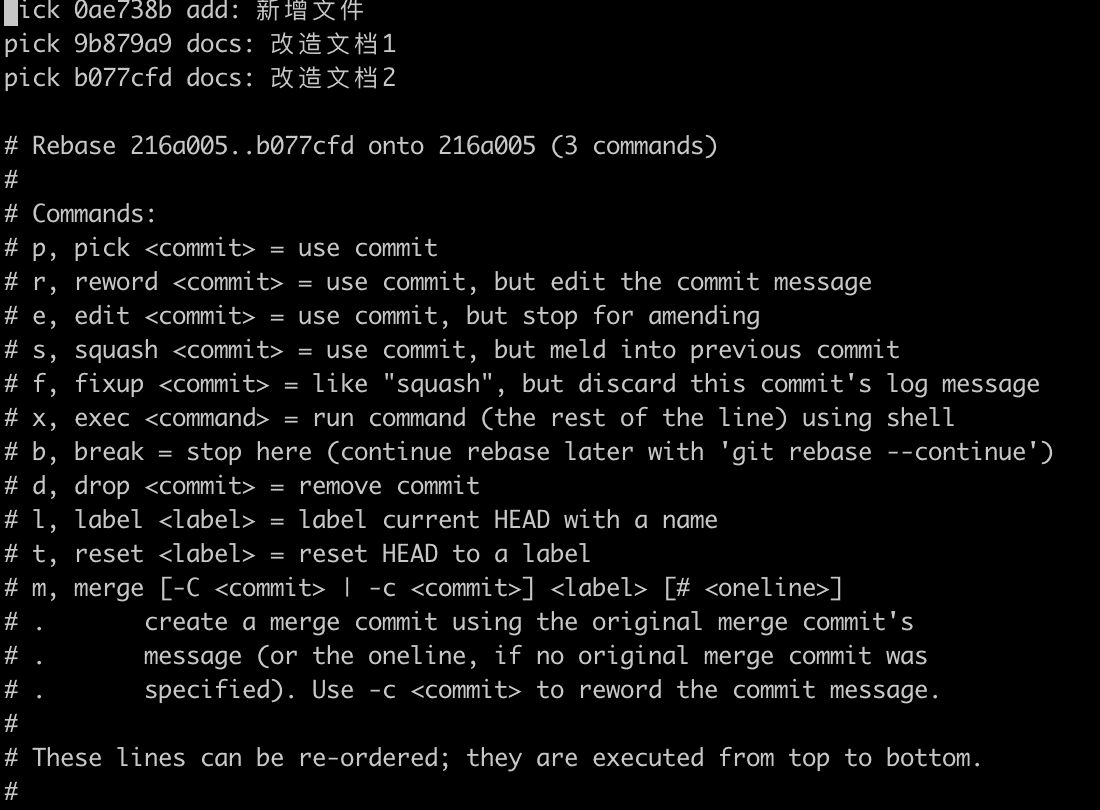 pick 0ae738b add: 新增文件
pick 9b879a9 docs: 改造文档1
pick b077cfd docs: 改造文档2
# Rebase 216a005..b077cfd onto 216a005 (3 commands)
#
# Commands:
# p, pick <commit> = use commit
# r, reword <commit> = use commit, but edit the commit message
# e, edit <commit> = use commit, but stop for amending
# s, squash <commit> = use commit, but meld into previous commit
# f, fixup <commit> = like "squash", but discard this commit's log message
# x, exec <command> = run command (the rest of the line) using shell
# b, break = stop here (continue rebase later with 'git rebase --continue')
# d, drop <commit> = remove commit
# l, label <label> = label current HEAD with a name
# t, reset <label> = reset HEAD to a label
# m, merge [-C <commit> | -c <commit>] <label> [# <oneline>]
# .       create a merge commit using the original merge commit's
# .       message (or the oneline, if no original merge commit was
# .       specified). Use -c <commit> to reword the commit message.
#
# These lines can be re-ordered; they are executed from top to bottom.
#